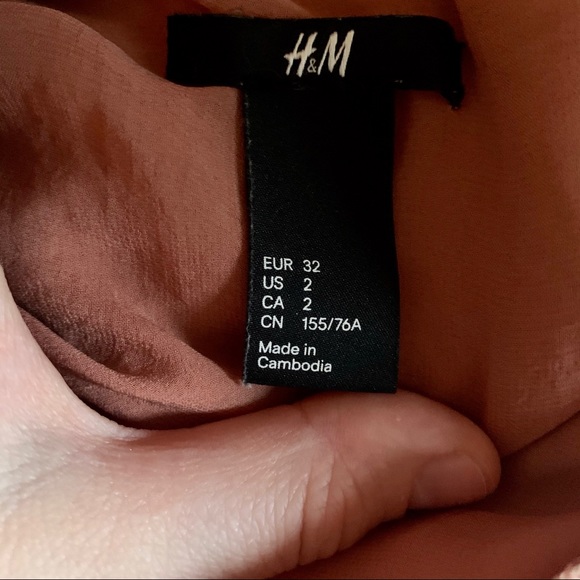 H&M
EUR 32
US 2
CA 2
CN 155/76A
Made in
Cambodia